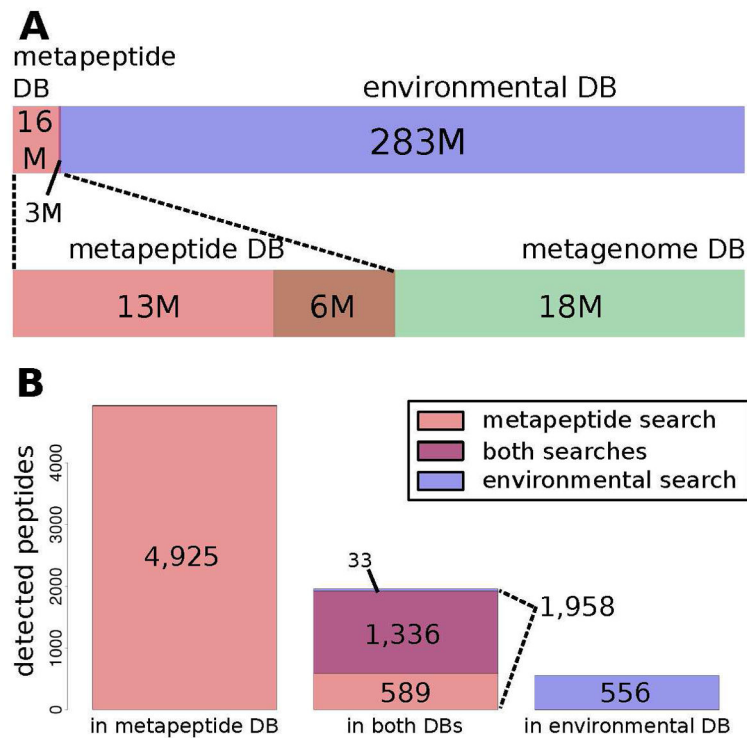 A
metapeptide
DB
environmental DB
16
M
283M
3M
metapeptide DB
metagenome DB
13M
6M
18M
B
metapeptide search
both searches
environmental search
detected peptides
4000
3000
2000
1000
0
4,925
33
1,336
589
1,958
556
in metapeptide DB
in both DBs
in environmental DB